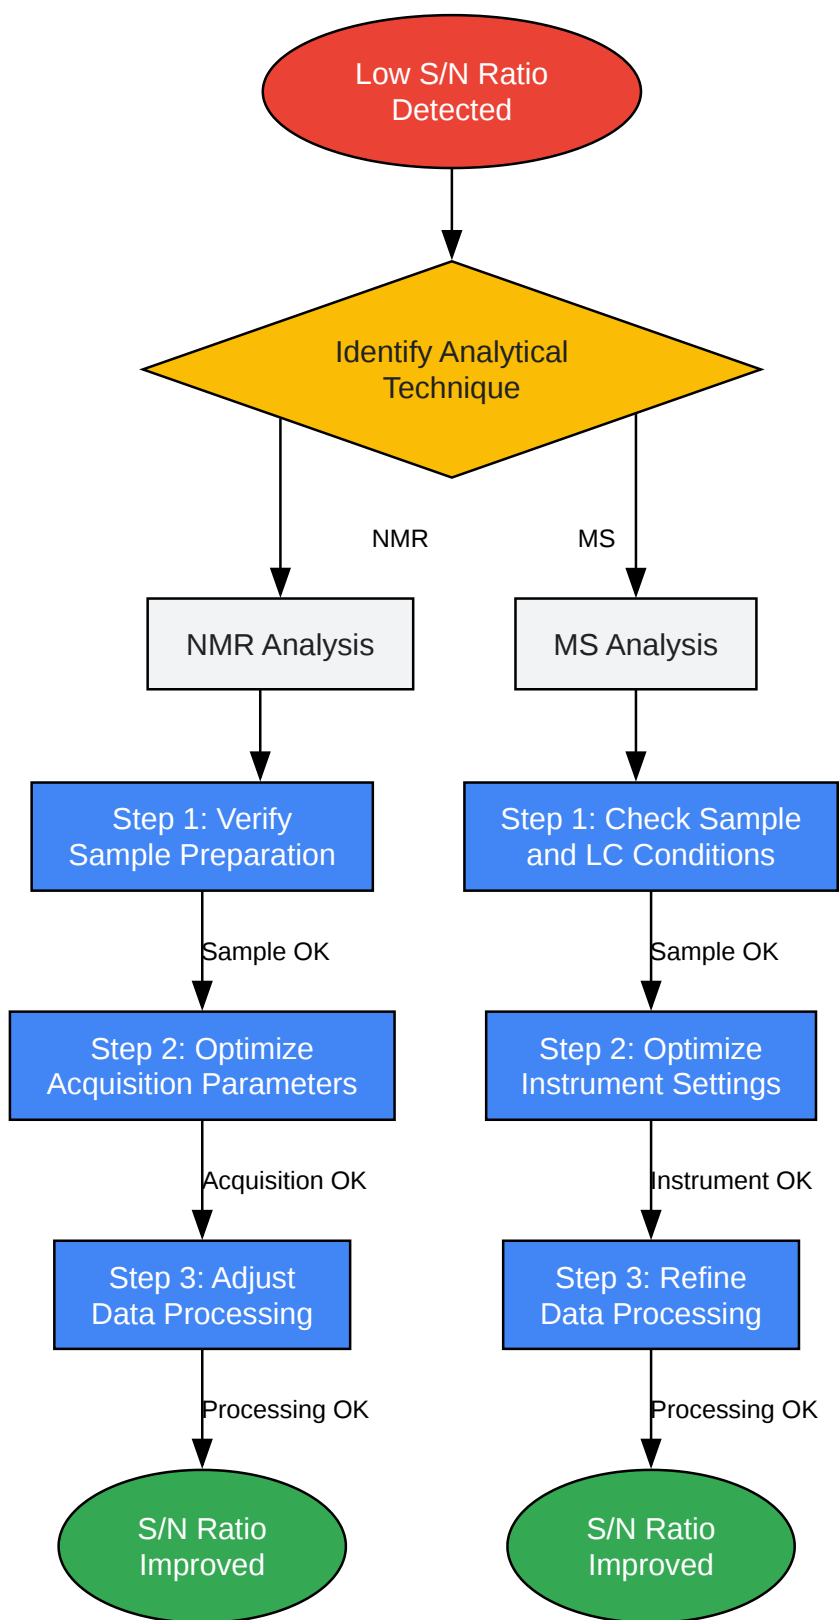 Low S/N Ratio
Detected
Identify Analytical
Technique
NMR
MS
NMR Analysis
MS Analysis
Step 1: Verify
Sample Preparation
Step 1: Check Sample
and LC Conditions
Sample OK
Sample OK
Step 2: Optimize
Acquisition Parameters
Step 2: Optimize
Instrument Settings
Acquisition OK
Instrument OK
Step 3: Adjust
Data Processing
Step 3: Refine
Data Processing
Processing OK
Processing OK
S/N Ratio
Improved
S/N Ratio
Improved